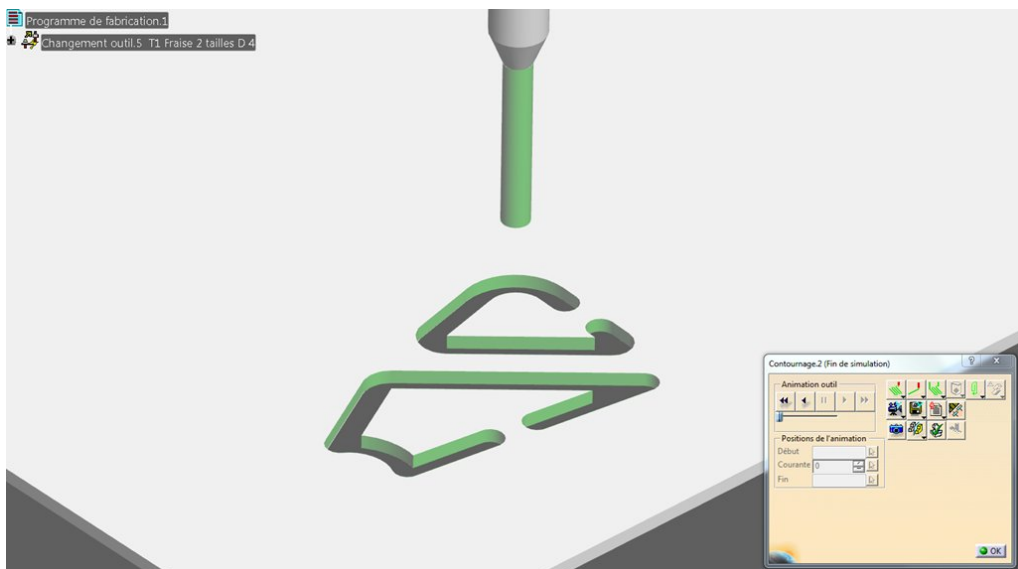 Programme de fabrication.1
Changement outil.5 T1 Fraise 2 tailles D 4
Contournage.2 (Fin de simulation)
Animation outil
Positions de l'animation
Début
Courante 0
Fin
OK